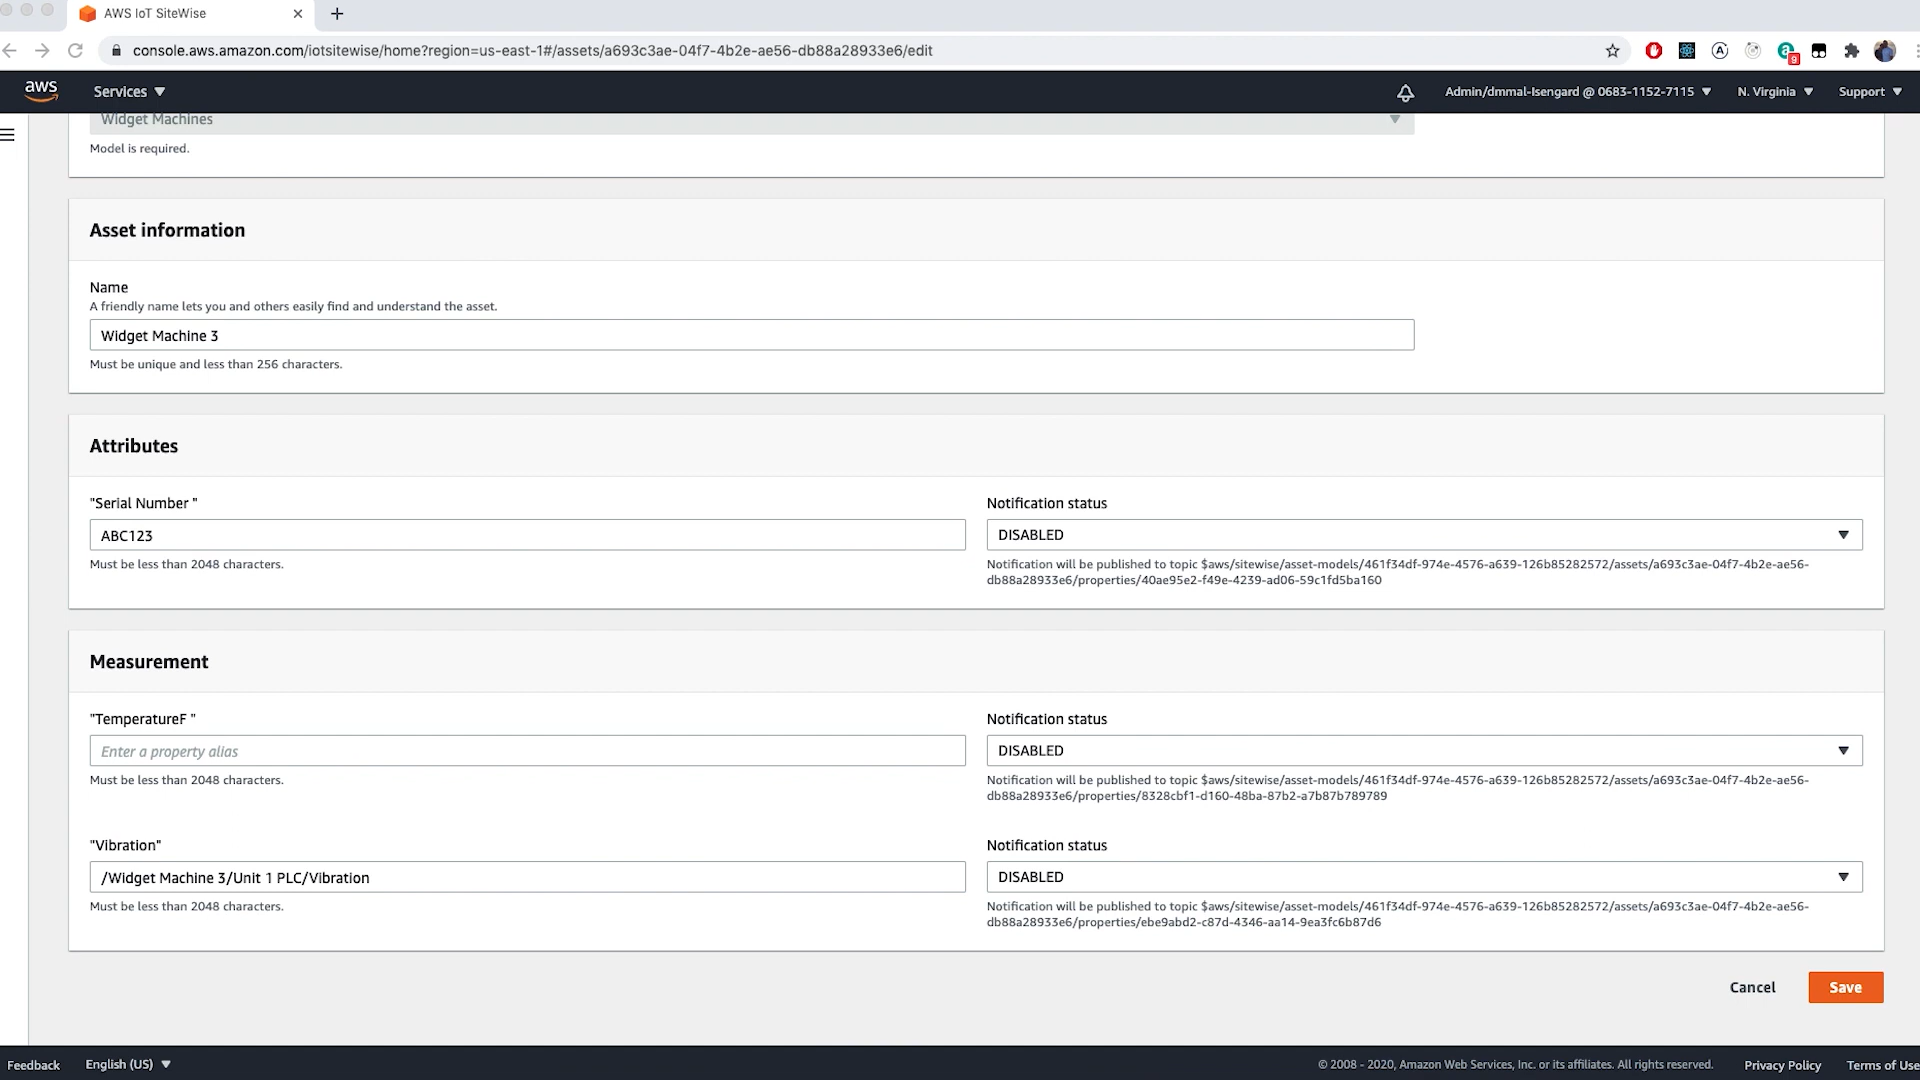 AWS IoT SiteWise
console.aws.amazon.com/iotsitewise/home?region=us-east-1#/assets/a693c3ae-04f7-4b2e-ae56-db88a28933e6/edit
9
aws
Services
Admin/dmmal-Isengard @ 0683-1152-7115
N. Virginia
Support
Widget Machines
Model is required.
Asset information
Name
A friendly name lets you and others easily find and understand the asset.
Widget Machine 3
Must be unique and less than 256 characters.
Attributes
"Serial Number "
Notification status
ABC123
DISABLED
Must be less than 2048 characters.
Notification will be published to topic $aws/sitewise/asset-models/461f34df-974e-4576-a639-126b85282572/assets/a693c3ae-04f7-4b2e-ae56-
db88a28933e6/properties/40ae95e2-f49e-4239-ad06-59c1fd5ba160
Measurement
"TemperatureF "
Notification status
Enter a property alias
DISABLED
Must be less than 2048 characters.
Notification will be published to topic $aws/sitewise/asset-models/461f34df-974e-4576-a639-126b85282572/assets/a693c3ae-04f7-4b2e-ae56-
db88a28933e6/properties/8328cbf1-d160-48ba-87b2-a7b87b789789
"Vibration"
Notification status
/Widget Machine 3/Unit 1 PLC/Vibration
DISABLED
Must be less than 2048 characters.
Notification will be published to topic $aws/sitewise/asset-models/461f34df-974e-4576-a639-126b85282572/assets/a693c3ae-04f7-4b2e-ae56-
db88a28933e6/properties/ebe9abd2-c87d-4346-aa14-9ea3fc6b87d6
Cancel
Save
Feedback
English (US)
© 2008 - 2020, Amazon Web Services, Inc. or its affiliates. All rights reserved.
Privacy Policy
Terms of Use